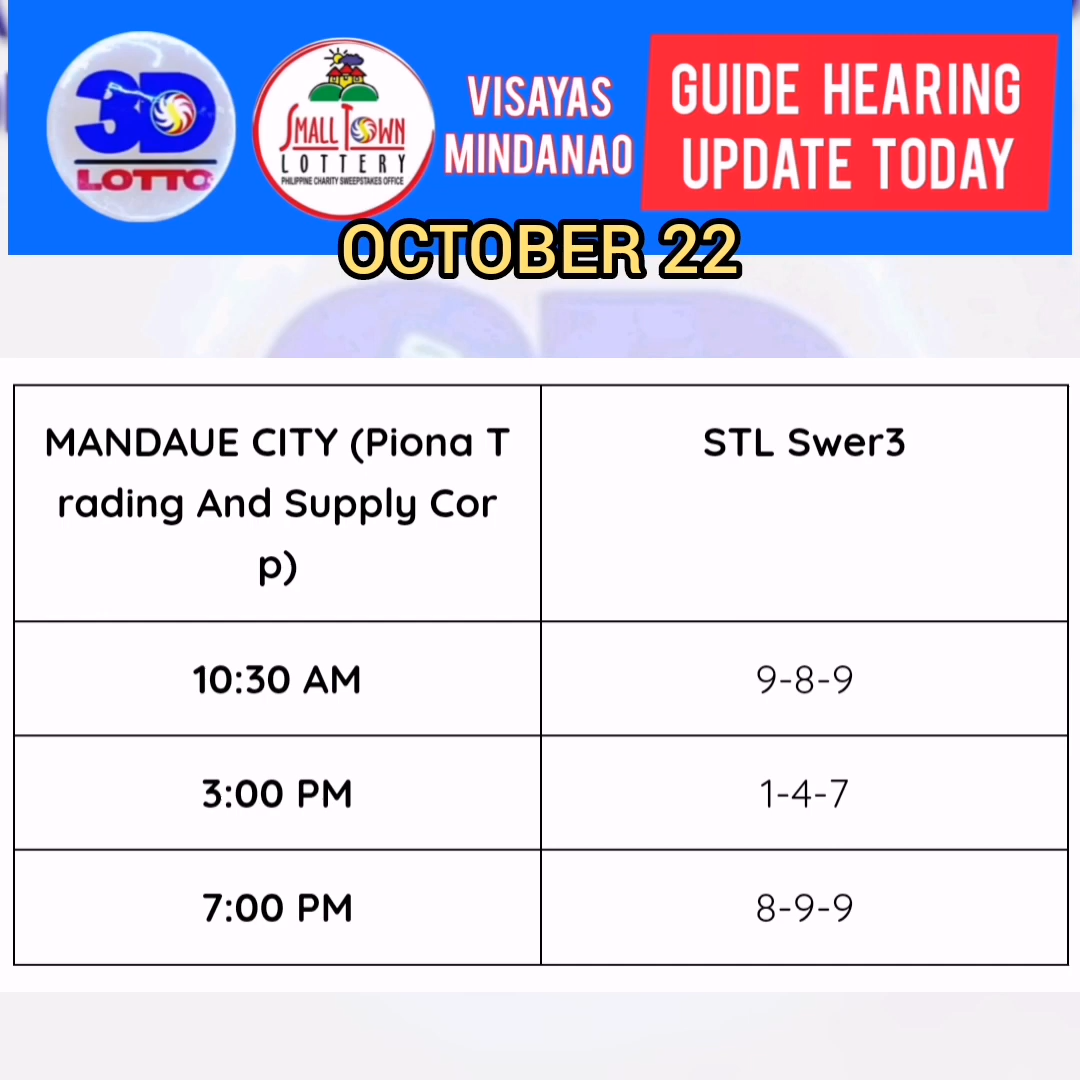 3D
LOTTO
SMALL TOWN
LOTTERY
PHILIPPINE CHARITY SWEEPSTAKES OFFICE
VISAYAS
MINDANAO
GUIDE HEARING
UPDATE TODAY
OCTOBER 22
MANDAUE CITY (Piona T
rading And Supply Cor
p)
STL Swer3
10:30 AM
9-8-9
3:00 PM
1-4-7
7:00 PM
8-9-9